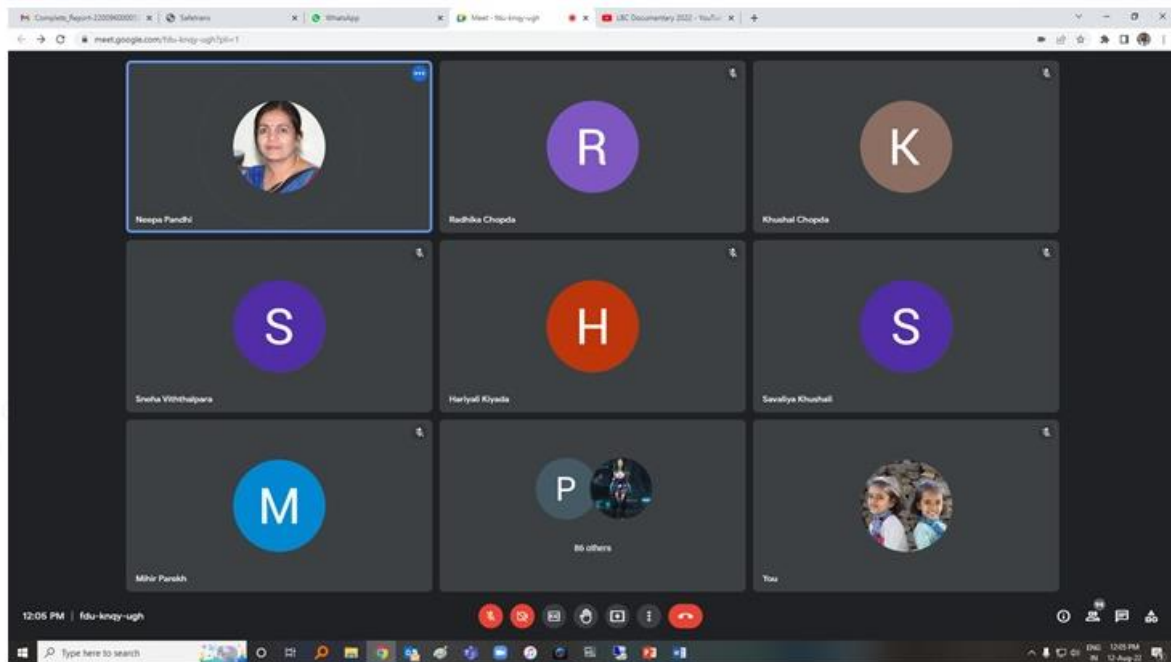 Complete_Report-22009600001
Safetrans
WhatsApp
Meet - fdu-knqy-ugh
LBC Documentary 2022 - YouTu
meet.google.com/fdu-knqy-ugh?pli=1
Neepa Pandhi
R
Radhika Chopda
K
Khushal Chopda
S
Sneha Viththalpara
H
Hariyali Kiyada
S
Savaliya Khushali
M
Mihir Parekh
P
86 others
You
12:05 PM | fdu-knqy-ugh
Type here to search
ENG
IN
12:05 PM
12-Aug-22